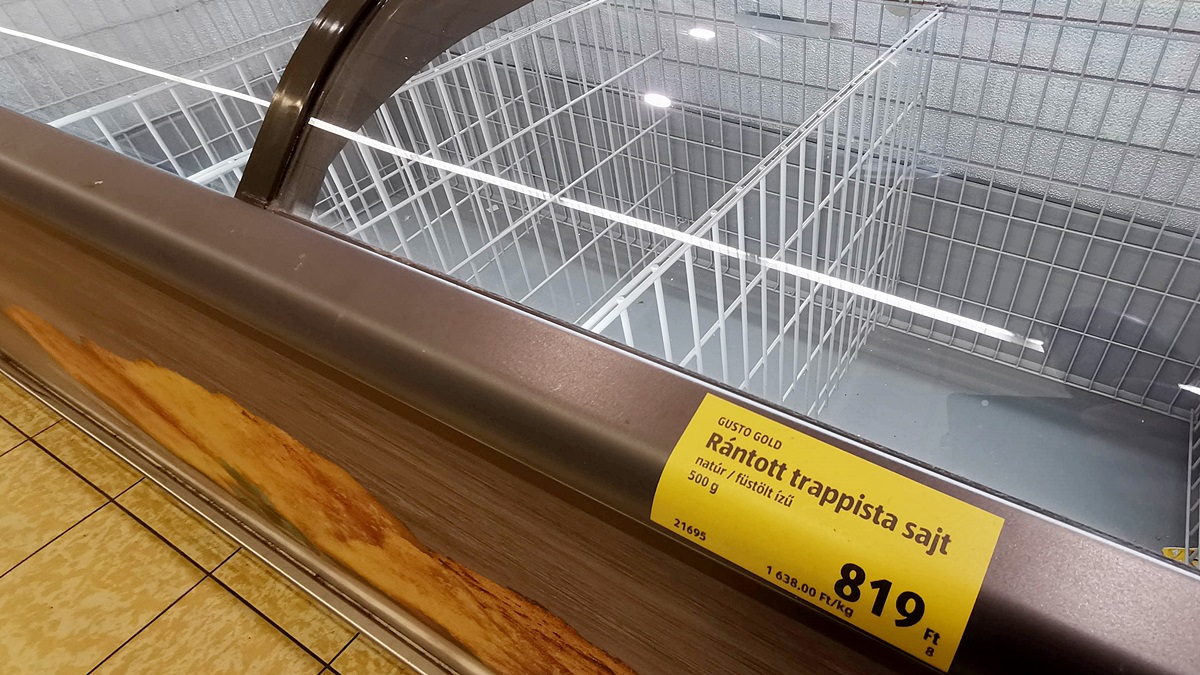 GUSTO GOLD
Rántott trappista sajt
natúr / füstölt ízű
500 g
21695
819 Ft
1 638.00 Ft/kg
8